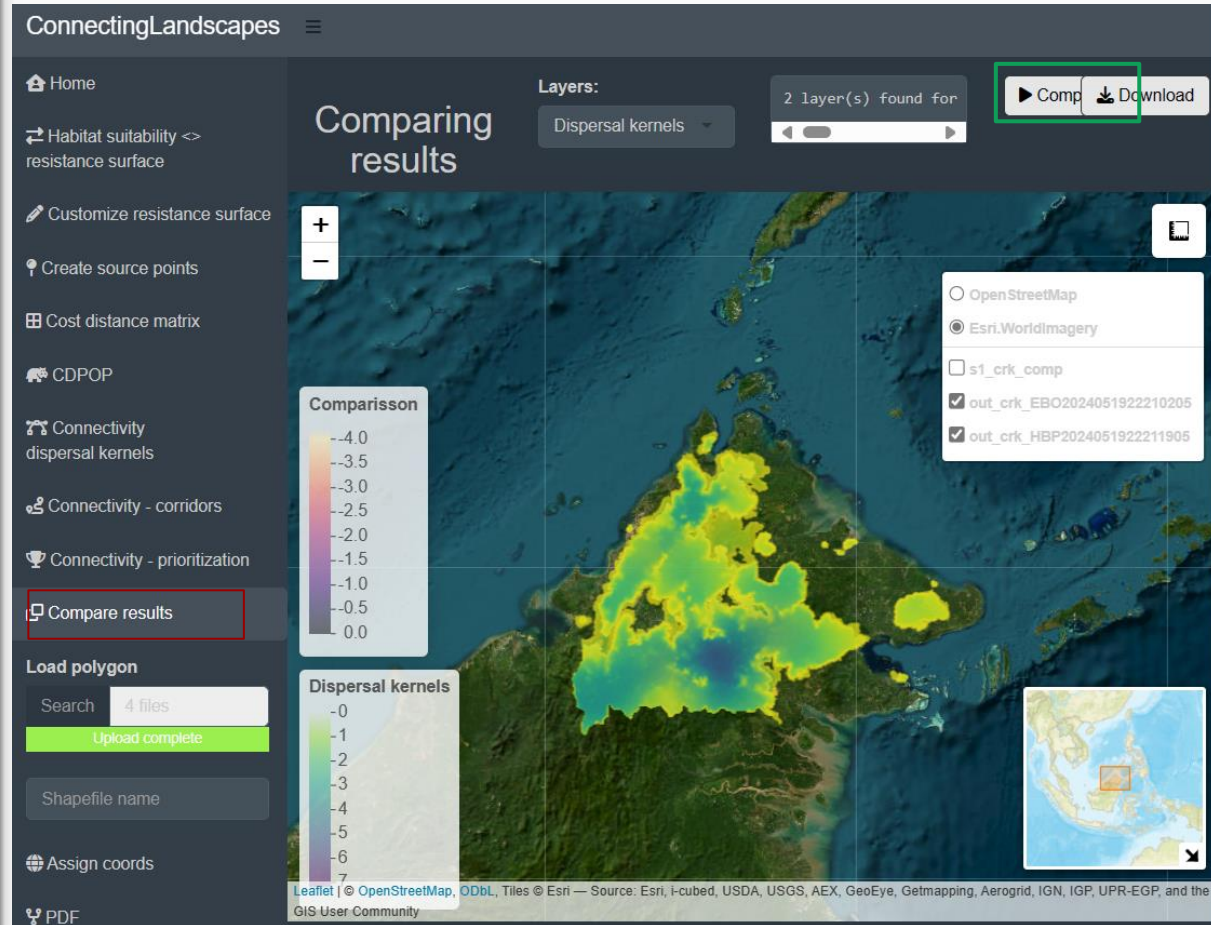 ConnectingLandscapes
Home
Habitat suitability <>
resistance surface
Customize resistance surface
Create source points
Cost distance matrix
CDPOP
Connectivity
dispersal kernels
Connectivity - corridors
Connectivity - prioritization
Compare results
Load polygon
Search 4 files
Upload complete
Shapefile name
Assign coords
PDF
Comparing
results
Layers:
Dispersal kernels
2 layer(s) found for
Comp
Download
+
−
OpenStreetMap
Esri.WorldImagery
s1_crk_comp
out_crk_EBO2024051922210205
out_crk_HBP2024051922211905
Comparisson
--4.0
--3.5
--3.0
--2.5
--2.0
--1.5
--1.0
--0.5
0.0
Dispersal kernels
-0
-1
-2
-3
-4
-5
-6
7
Leaflet | © OpenStreetMap, ODbL, Tiles © Esri — Source: Esri, i-cubed, USDA, USGS, AEX, GeoEye, Getmapping, Aerogrid, IGN, IGP, UPR-EGP, and the
GIS User Community